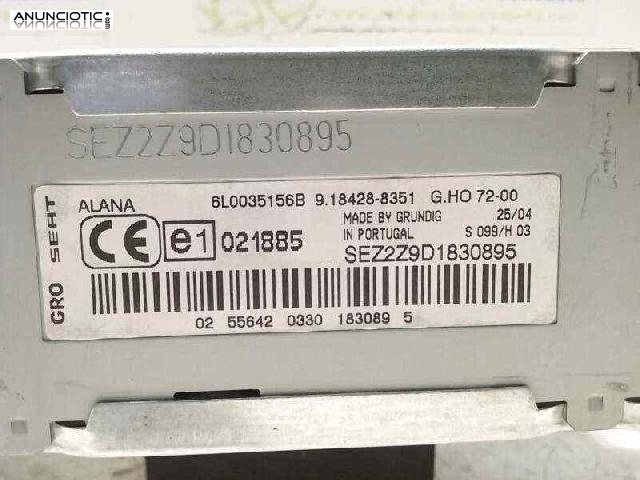 ANUNCIOTIC
SEZ2Z9D1830895
ALANA 6L0035156B 9.18428-8351 G.HO 72-00
MADE BY GRUNDIG 25/04
IN PORTUGAL S 099/H 03
CE e1 021885 SEZ2Z9D1830895
GRO SEHT
02 55642 0330 183089 5